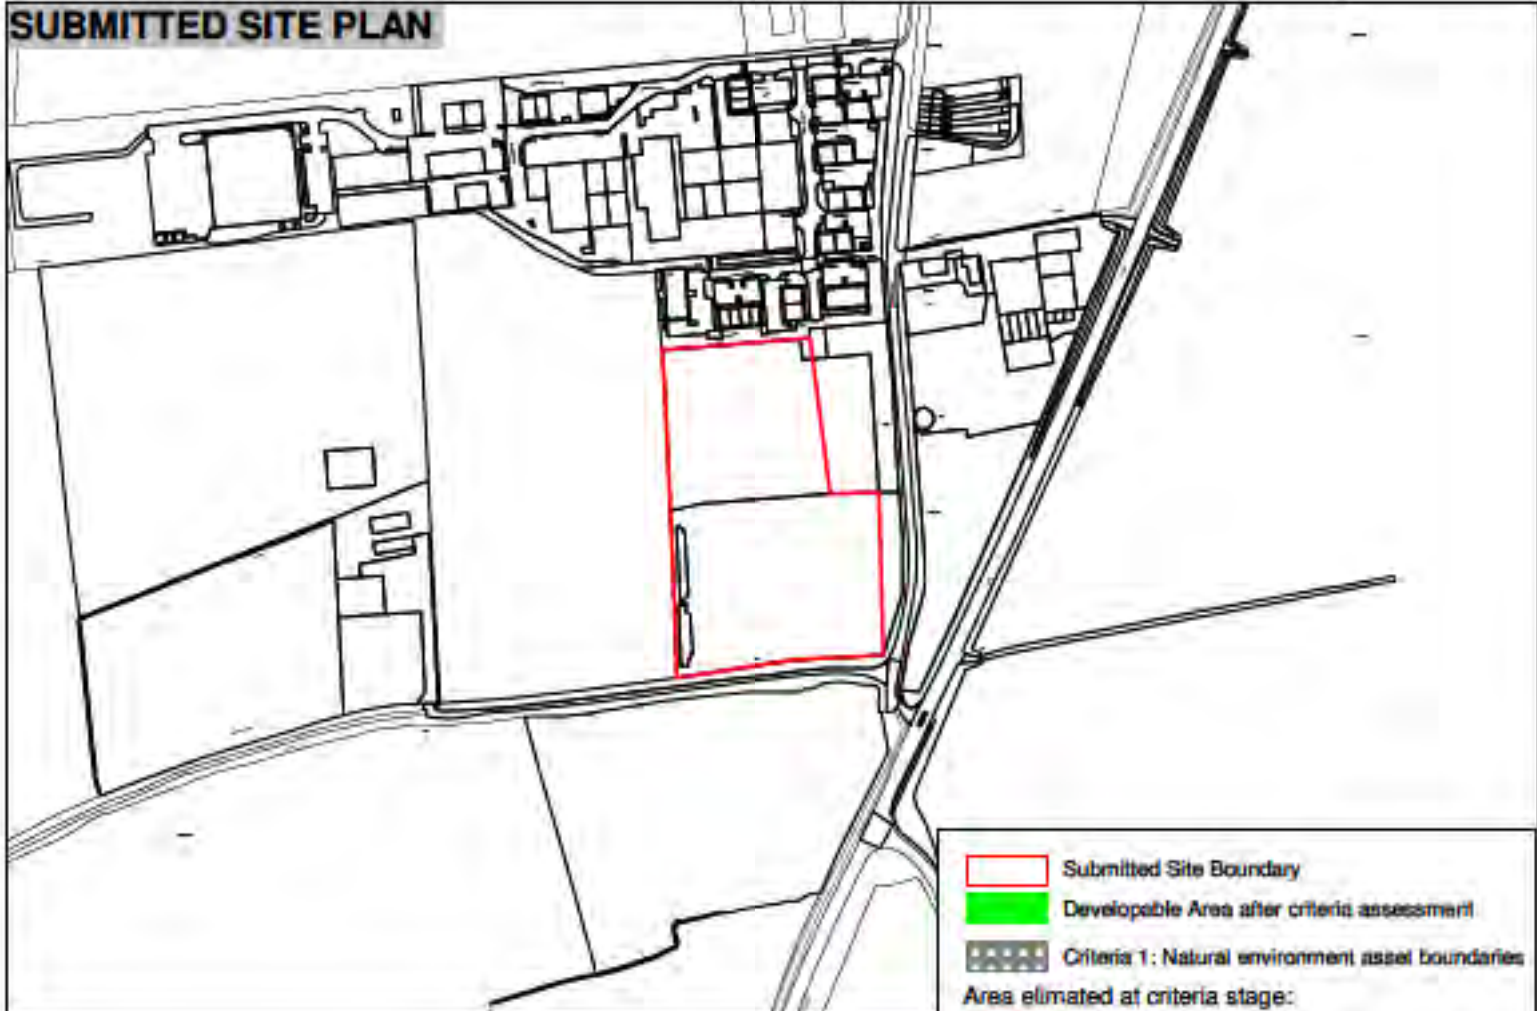 SUBMITTED SITE PLAN
Submitted Site Boundary
Developable Area after criteria assessment
Criteria 1: Natural environment asset boundaries
Area elimated at criteria stage: